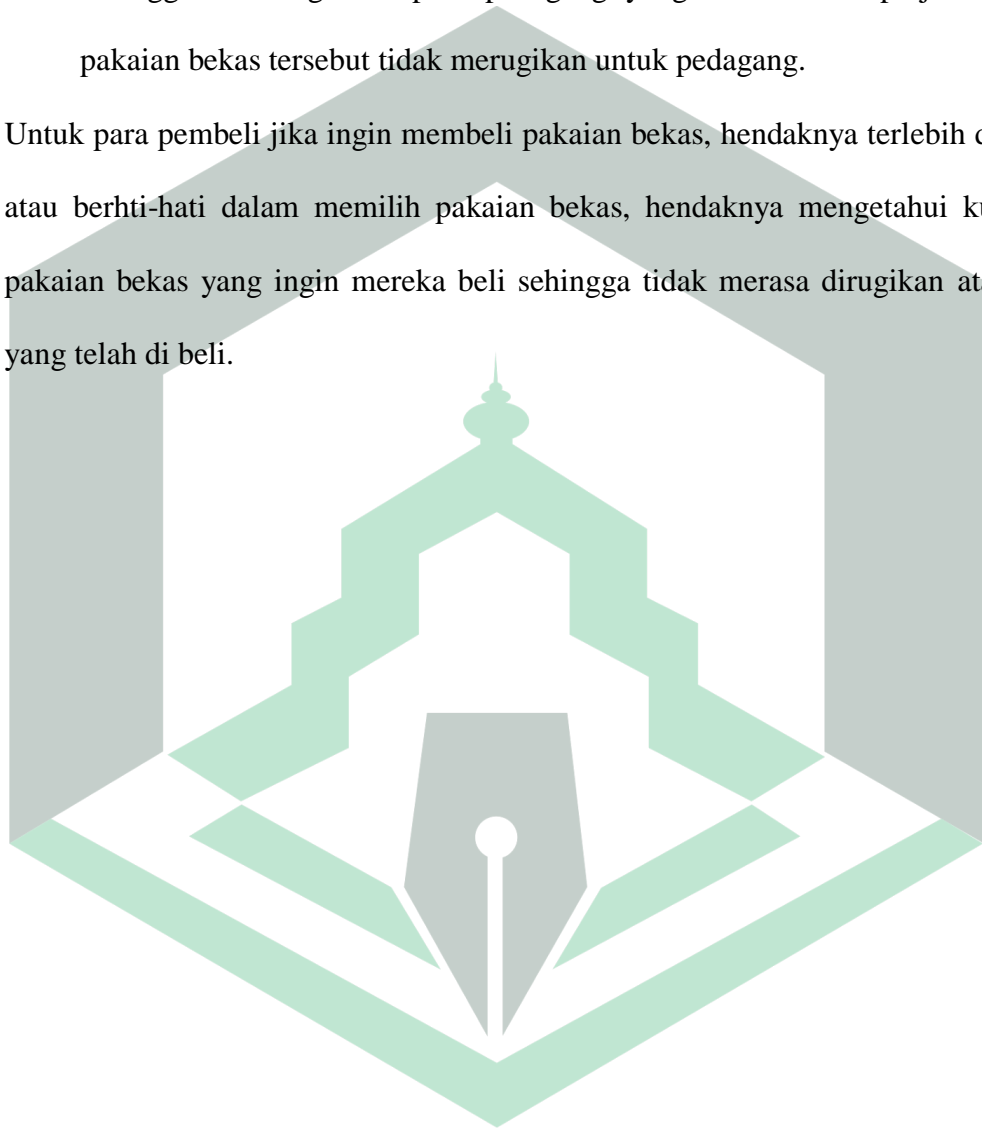 pakaian bekas tersebut tidak merugikan untuk pedagang.
Untuk para pembeli jika ingin membeli pakaian bekas, hendaknya terlebih
atau berhti-hati dalam memilih pakaian bekas, hendaknya mengetahui
pakaian bekas yang ingin mereka beli sehingga tidak merasa dirugikan
yang telah di beli.